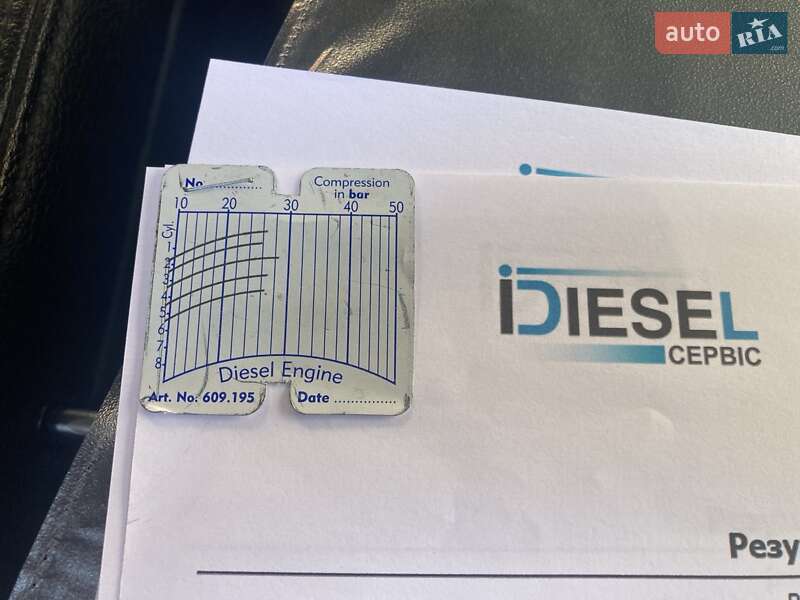 auto RIA .com
No. ...............
Compression
in bar
10 20 30 40 50
Cyl.
1
2
3
4
5
6
7
8
Diesel Engine
Art. No. 609.195
Date ...............
iDIESEL
СЕРВІС
Резу